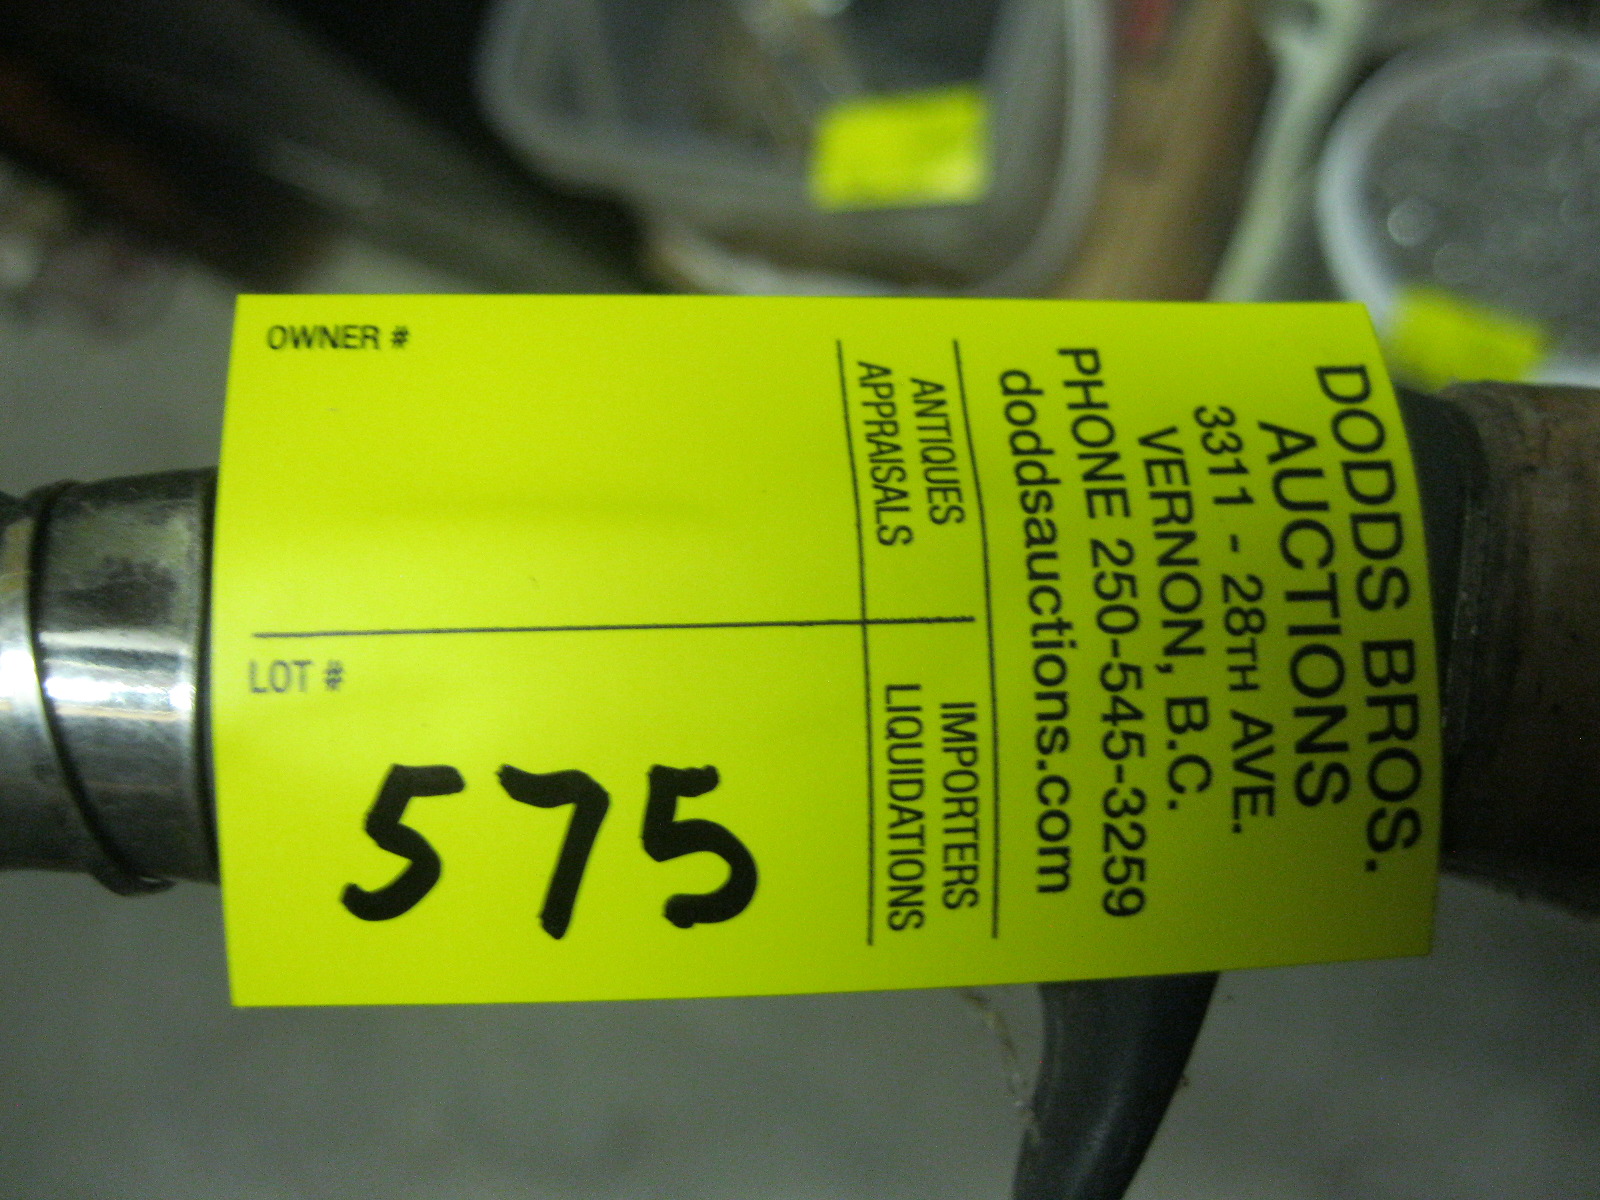 DODDS BROS.
AUCTIONS
3311 - 28TH AVE.
VERNON, B.C.
PHONE 250-545-3259
doddsauctions.com
ANTIQUES
APPRAISALS
IMPORTERS
LIQUIDATIONS
OWNER #
LOT #
575